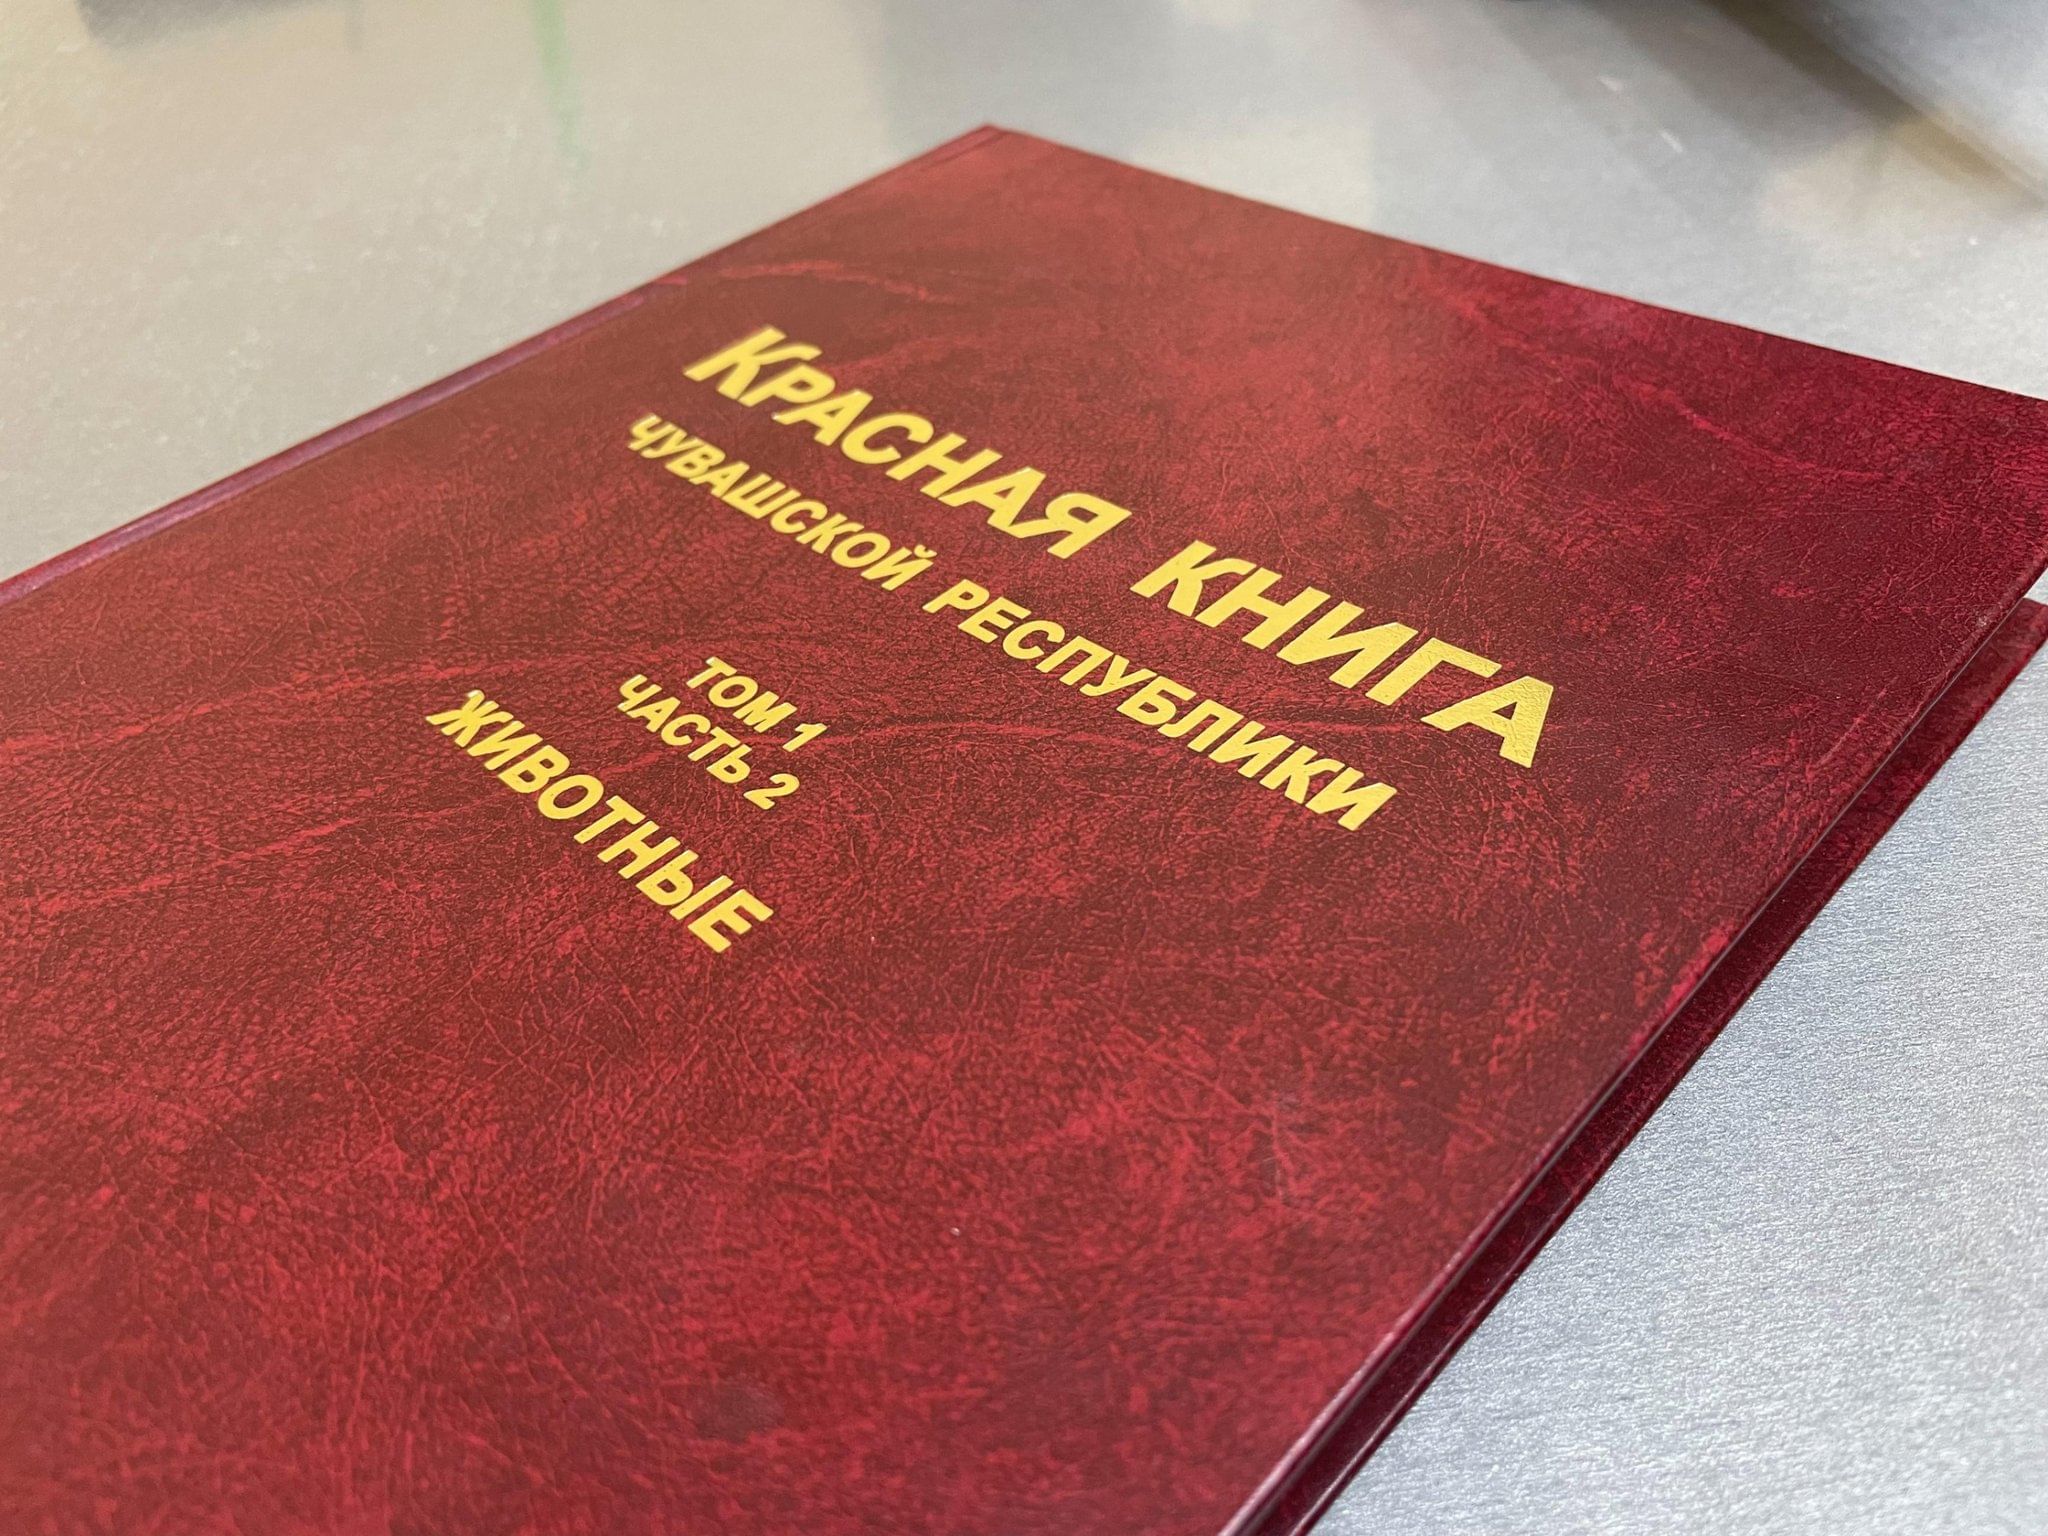 КРАСНАЯ КНИГА
ЧУВАШСКОЙ РЕСПУБЛИКИ
ТОМ 1
ЧАСТЬ 2
ЖИВОТНЫЕ